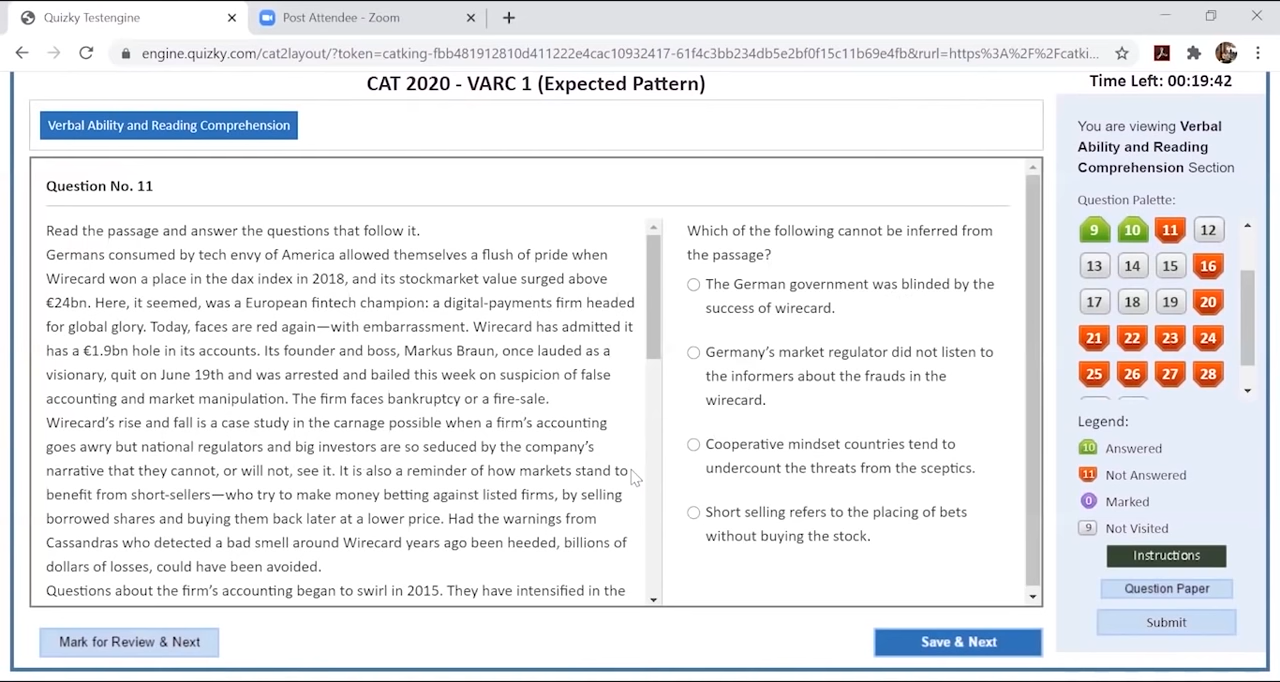 Quizky Testengine
Post Attendee - Zoom
engine.quizky.com/cat2layout/?token=catking-fbb481912810d411222e4cac10932417-61f4c3bb234db5e2bf0f15c11b69e4fb&rurl=https%3A%2F%2Fcatki...
CAT 2020 - VARC 1 (Expected Pattern)
Time Left: 00:19:42
Verbal Ability and Reading Comprehension
Question No. 11
Read the passage and answer the questions that follow it.
Germans consumed by tech envy of America allowed themselves a flush of pride when
Wirecard won a place in the dax index in 2018, and its stockmarket value surged above
€24bn. Here, it seemed, was a European fintech champion: a digital-payments firm headed
for global glory. Today, faces are red again—with embarrassment. Wirecard has admitted it
has a €1.9bn hole in its accounts. Its founder and boss, Markus Braun, once lauded as a
visionary, quit on June 19th and was arrested and bailed this week on suspicion of false
accounting and market manipulation. The firm faces bankruptcy or a fire-sale.
Wirecard's rise and fall is a case study in the carnage possible when a firm's accounting
goes awry but national regulators and big investors are so seduced by the company's
narrative that they cannot, or will not, see it. It is also a reminder of how markets stand to
benefit from short-sellers—who try to make money betting against listed firms, by selling
borrowed shares and buying them back later at a lower price. Had the warnings from
Cassandras who detected a bad smell around Wirecard years ago been heeded, billions of
dollars of losses, could have been avoided.
Questions about the firm's accounting began to swirl in 2015. They have intensified in the
Which of the following cannot be inferred from
the passage?
The German government was blinded by the
success of wirecard.
Germany's market regulator did not listen to
the informers about the frauds in the
wirecard.
Cooperative mindset countries tend to
undercount the threats from the sceptics.
Short selling refers to the placing of bets
without buying the stock.
Mark for Review & Next
Save & Next
You are viewing Verbal
Ability and Reading
Comprehension Section
Question Palette:
9 10 11 12
13 14 15 16
17 18 19 20
21 22 23 24
25 26 27 28
Legend:
10 Answered
11 Not Answered
0 Marked
9 Not Visited
Instructions
Question Paper
Submit